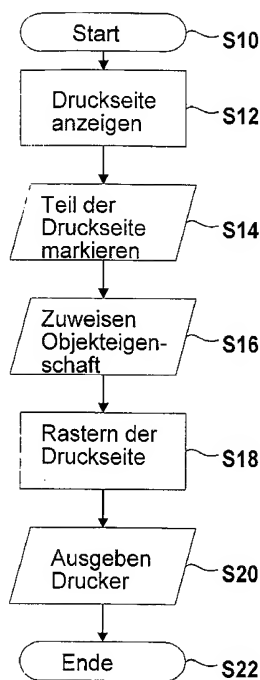 Start
S10
Druckseite
anzeigen
S12
Teil der
Druckseite
markieren
S14
Zuweisen
Objekteigen-
schaft
S16
Rastern der
Druckseite
S18
Ausgeben
Drucker
S20
Ende
S22